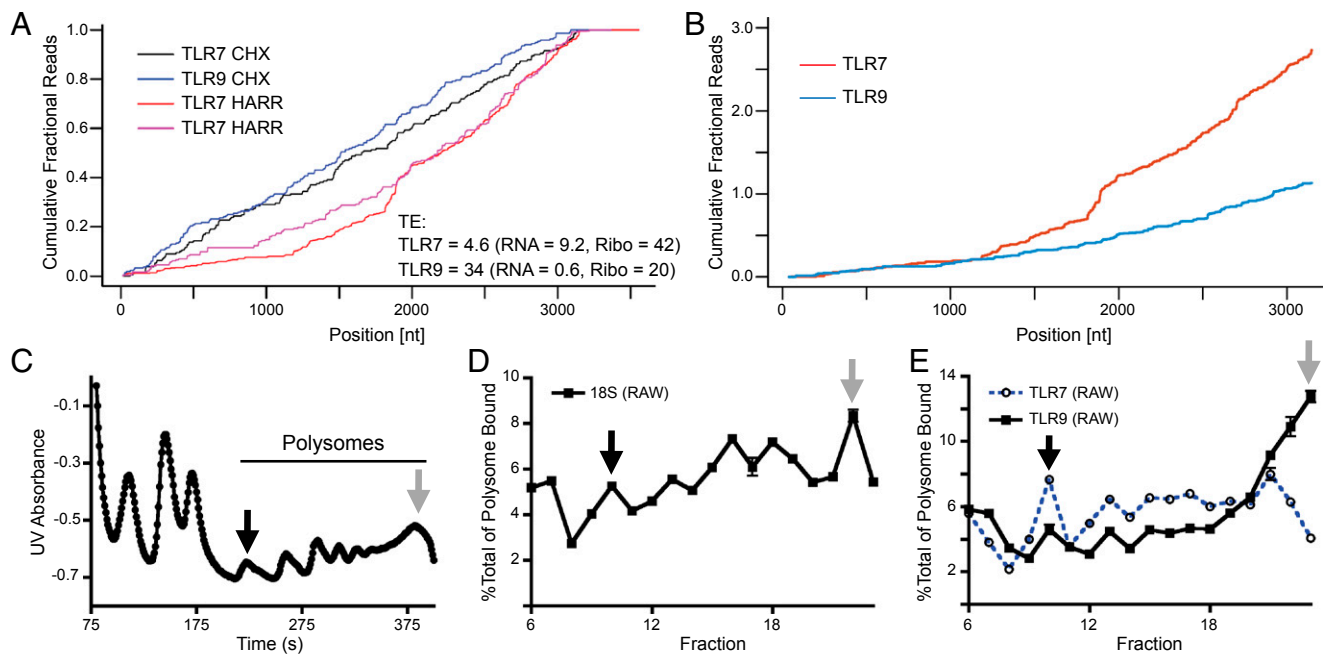 A
Cumulative Fractional Reads
1.0
0.8
0.6
0.4
0.2
0.0
TLR7 CHX
TLR9 CHX
TLR7 HARR
TLR7 HARR
TE:
TLR7 = 4.6 (RNA = 9.2, Ribo = 42)
TLR9 = 34 (RNA = 0.6, Ribo = 20)
0
1000
2000
3000
Position [nt]
B
Cumulative Fractional Reads
3.0
2.0
1.0
0.0
TLR7
TLR9
0
1000
2000
3000
Position [nt]
C
UV Absorbance
-0.1
-0.3
-0.5
-0.7
Polysomes
75
175
275
375
Time (s)
D
%Total of Polysome Bound
10
8
6
4
2
18S (RAW)
6
12
18
Fraction
E
%Total of Polysome Bound
14
10
8
6
4
2
TLR7 (RAW)
TLR9 (RAW)
6
12
18
Fraction